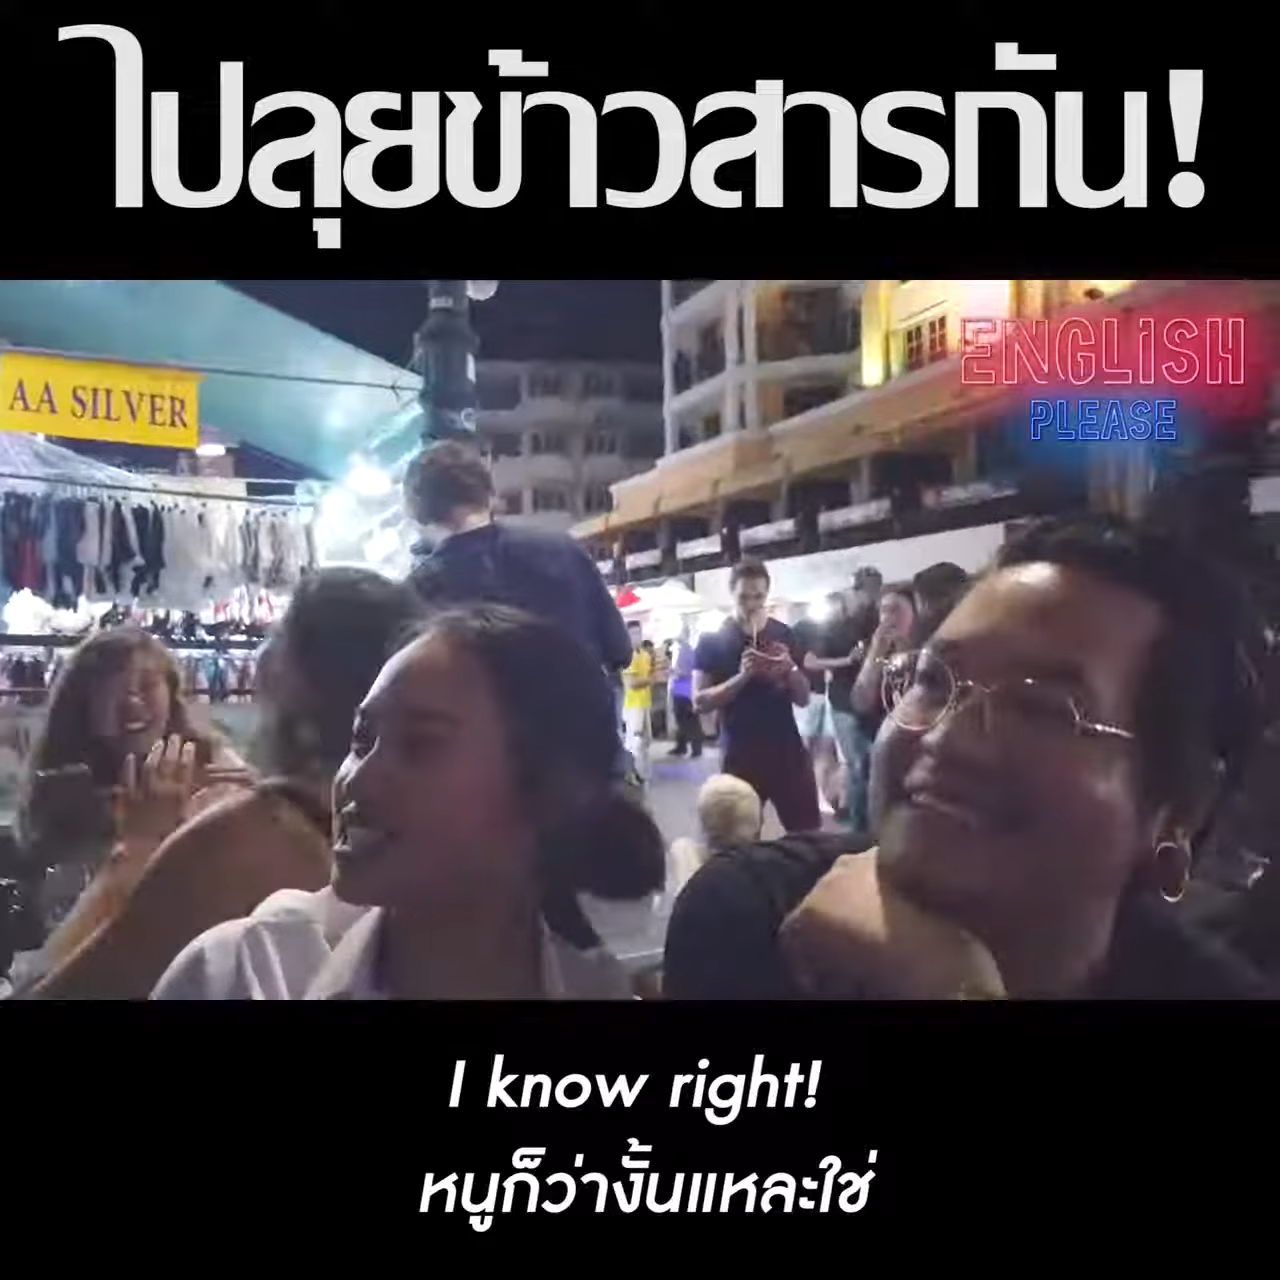 ไปลุยข้าวสารกัน!
ENGLISH
PLEASE
AA SILVER
I know right!
หนูก็ว่างั้นแหละใช่